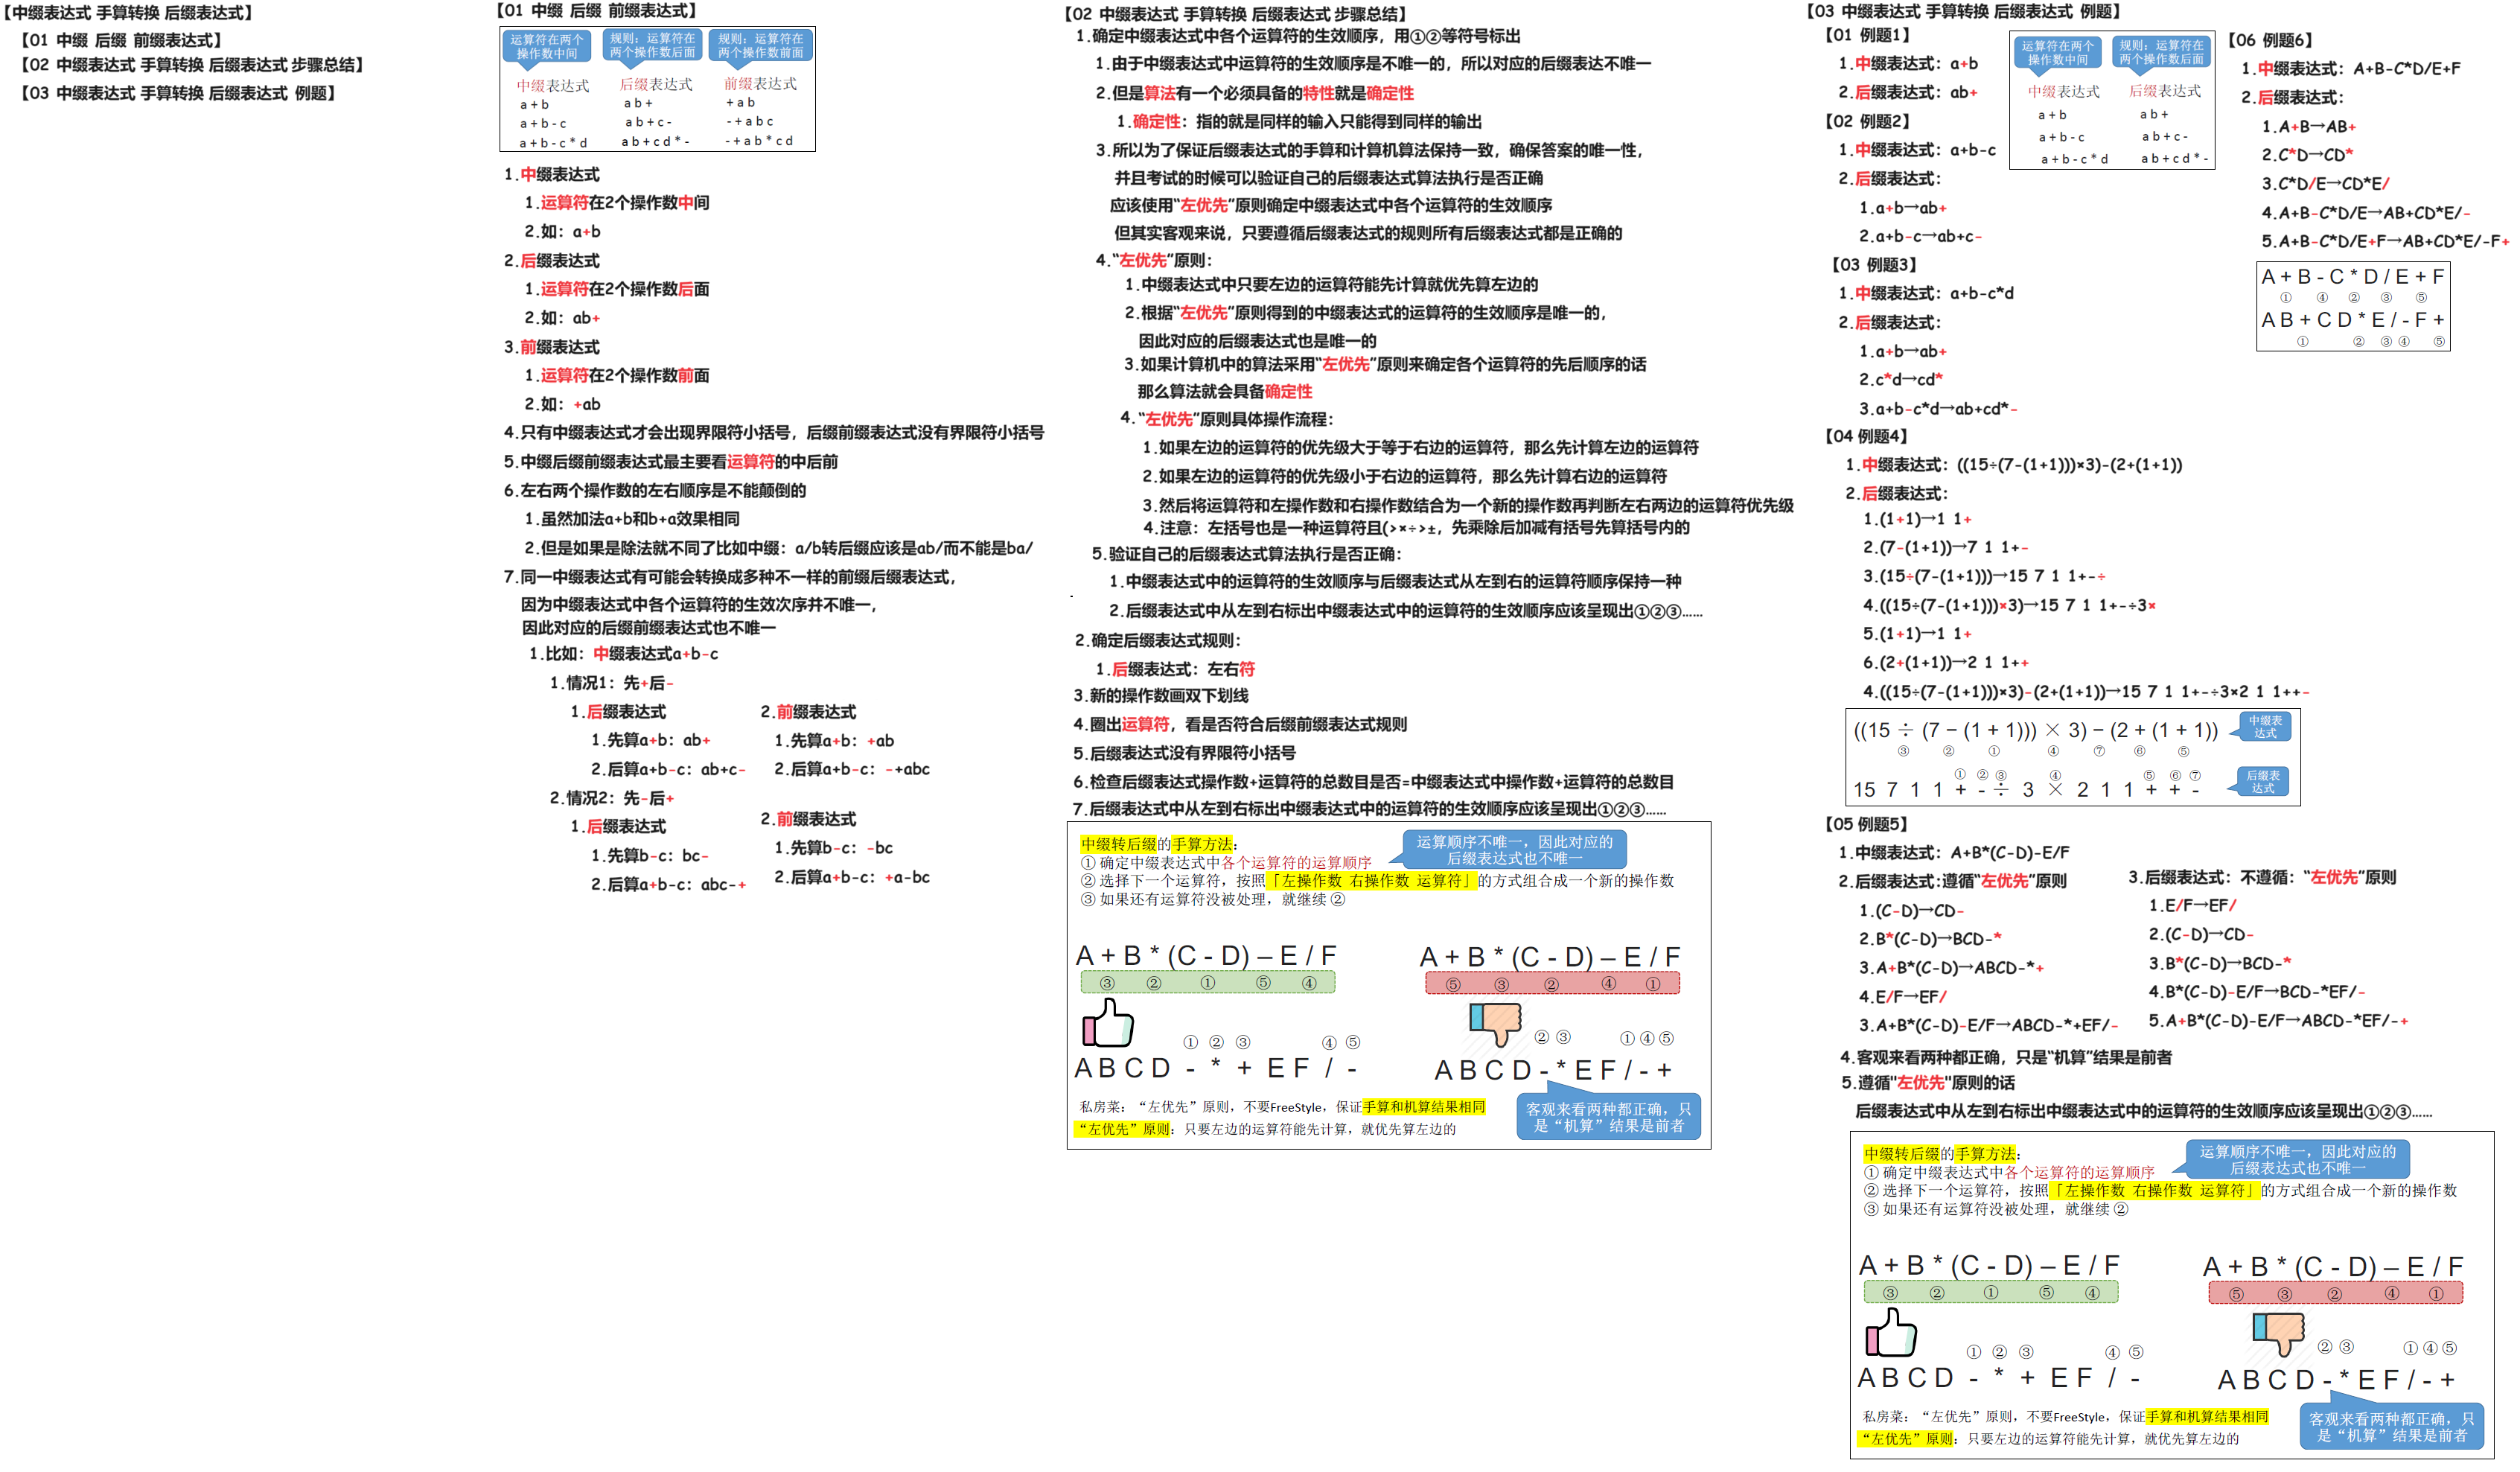 【中缀表达式 手算转换 后缀表达式】
【01 中缀 后缀 前缀表达式】
【02 中缀表达式 手算转换 后缀表达式 步骤总结】
【03 中缀表达式 手算转换 后缀表达式 例题】
【01 中缀 后缀 前缀表达式】
运算符在两个
操作数中间
规则：运算符在
两个操作数后面
规则：运算符在
两个操作数前面
中缀表达式 后缀表达式 前缀表达式
a + b a b + + a b
a + b - c a b + c - - + a b c
a + b - c * d a b + c d * - - + a b * c d
1.中缀表达式
1.运算符在2个操作数中间
2.如：a+b
2.后缀表达式
1.运算符在2个操作数后面
2.如：ab+
3.前缀表达式
1.运算符在2个操作数前面
2.如：+ab
4.只有中缀表达式才会出现界限符小括号，后缀前缀表达式没有界限符小括号
5.中缀后缀前缀表达式最主要看运算符的中后前
6.左右两个操作数的左右顺序是不能颠倒的
1.虽然加法a+b和b+a效果相同
2.但是如果是除法就不同了比如中缀：a/b转后缀应该是ab/而不能是ba/
7.同一中缀表达式有可能会转换成多种不一样的前缀后缀表达式，
因为中缀表达式中各个运算符的生效次序并不唯一，
因此对应的后缀前缀表达式也不唯一
1.比如：中缀表达式a+b-c
1.情况1：先+后-
1.后缀表达式
1.先算a+b：ab+
2.后算a+b-c：ab+c-
2.前缀表达式
1.先算a+b：+ab
2.后算a+b-c：-+abc
2.情况2：先-后+
1.后缀表达式
1.先算b-c：bc-
2.后算a+b-c：abc-+
2.前缀表达式
1.先算b-c：-bc
2.后算a+b-c：+a-bc
【02 中缀表达式 手算转换 后缀表达式 步骤总结】
1.确定中缀表达式中各个运算符的生效顺序，用①②等符号标出
1.由于中缀表达式中运算符的生效顺序是不唯一的，所以对应的后缀表达不唯一
2.但是算法有一个必须具备的特性就是确定性
1.确定性：指的就是同样的输入只能得到同样的输出
3.所以为了保证后缀表达式的手算和计算机算法保持一致，确保答案的唯一性，
并且考试的时候可以验证自己的后缀表达式算法执行是否正确
应该使用“左优先”原则确定中缀表达式中各个运算符的生效顺序
但其实客观来说，只要遵循后缀表达式的规则所有后缀表达式都是正确的
4.“左优先”原则：
1.中缀表达式中只要左边的运算符能先计算就优先算左边的
2.根据“左优先”原则得到的中缀表达式的运算符的生效顺序是唯一的，
因此对应的后缀表达式也是唯一的
3.如果计算机中的算法采用“左优先”原则来确定各个运算符的先后顺序的话
那么算法就会具备确定性
4.“左优先”原则具体操作流程：
1.如果左边的运算符的优先级大于等于右边的运算符，那么先计算左边的运算符
2.如果左边的运算符的优先级小于右边的运算符，那么先计算右边的运算符
3.然后将运算符和左操作数和右操作数结合为一个新的操作数再判断左右两边的运算符优先级
4.注意：左括号也是一种运算符且(>×÷>±，先乘除后加减有括号先算括号内的
5.验证自己的后缀表达式算法执行是否正确：
1.中缀表达式中的运算符的生效顺序与后缀表达式从左到右的运算符顺序保持一种
2.后缀表达式中从左到右标出中缀表达式中的运算符的生效顺序应该呈现出①②③……
2.确定后缀表达式规则：
1.后缀表达式：左右符
3.新的操作数画双下划线
4.圈出运算符，看是否符合后缀前缀表达式规则
5.后缀表达式没有界限符小括号
6.检查后缀表达式操作数+运算符的总数目是否=中缀表达式中操作数+运算符的总数目
7.后缀表达式中从左到右标出中缀表达式中的运算符的生效顺序应该呈现出①②③……
中缀转后缀的手算方法：
① 确定中缀表达式中各个运算符的运算顺序
② 选择下一个运算符，按照「左操作数 右操作数 运算符」的方式组合成一个新的操作数
③ 如果还有运算符没被处理，就继续 ②
运算顺序不唯一，因此对应的
后缀表达式也不唯一
A + B * (C - D) – E / F
③ ② ① ⑤ ④
① ② ③ ④ ⑤
A B C D - * + E F / -
A + B * (C - D) – E / F
⑤ ③ ② ④ ①
② ③ ① ④ ⑤
A B C D - * E F / - +
私房菜：“左优先”原则，不要FreeStyle，保证手算和机算结果相同
“左优先”原则：只要左边的运算符能先计算，就优先算左边的
客观来看两种都正确，只
是“机算”结果是前者
【03 中缀表达式 手算转换 后缀表达式 例题】
【01 例题1】
1.中缀表达式：a+b
2.后缀表达式：ab+
【02 例题2】
1.中缀表达式：a+b-c
2.后缀表达式：
1.a+b→ab+
2.a+b-c→ab+c-
运算符在两个
操作数中间
规则：运算符在
两个操作数后面
中缀表达式 后缀表达式
a + b a b +
a + b - c a b + c -
a + b - c * d a b + c d * -
【03 例题3】
1.中缀表达式：a+b-c*d
2.后缀表达式：
1.a+b→ab+
2.c*d→cd*
3.a+b-c*d→ab+cd*-
【04 例题4】
1.中缀表达式：((15÷(7-(1+1)))×3)-(2+(1+1))
2.后缀表达式：
1.(1+1)→1 1+
2.(7-(1+1))→7 1 1+-
3.(15÷(7-(1+1)))→15 7 1 1+-÷
4.((15÷(7-(1+1)))×3)→15 7 1 1+-÷3×
5.(1+1)→1 1+
6.(2+(1+1))→2 1 1++
4.((15÷(7-(1+1)))×3)-(2+(1+1))→15 7 1 1+-÷3×2 1 1++-
((15 ÷ (7 − (1 + 1))) × 3) − (2 + (1 + 1))
中缀表
达式
③ ② ① ④ ⑦ ⑥ ⑤
① ② ③ ④ ⑤ ⑥ ⑦
15 7 1 1 + - ÷ 3 × 2 1 1 + + -
后缀表
达式
【05 例题5】
1.中缀表达式：A+B*(C-D)-E/F
2.后缀表达式:遵循“左优先”原则
1.(C-D)→CD-
2.B*(C-D)→BCD-*
3.A+B*(C-D)→ABCD-*+
4.E/F→EF/
3.A+B*(C-D)-E/F→ABCD-*+EF/-
3.后缀表达式：不遵循：“左优先”原则
1.E/F→EF/
2.(C-D)→CD-
3.B*(C-D)→BCD-*
4.B*(C-D)-E/F→BCD-*EF/-
5.A+B*(C-D)-E/F→ABCD-*EF/-+
4.客观来看两种都正确，只是“机算”结果是前者
5.遵循"左优先"原则的话
后缀表达式中从左到右标出中缀表达式中的运算符的生效顺序应该呈现出①②③……
中缀转后缀的手算方法：
① 确定中缀表达式中各个运算符的运算顺序
② 选择下一个运算符，按照「左操作数 右操作数 运算符」的方式组合成一个新的操作数
③ 如果还有运算符没被处理，就继续 ②
运算顺序不唯一，因此对应的
后缀表达式也不唯一
A + B * (C - D) – E / F
③ ② ① ⑤ ④
① ② ③ ④ ⑤
A B C D - * + E F / -
A + B * (C - D) – E / F
⑤ ③ ② ④ ①
② ③ ① ④ ⑤
A B C D - * E F / - +
私房菜：“左优先”原则，不要FreeStyle，保证手算和机算结果相同
“左优先”原则：只要左边的运算符能先计算，就优先算左边的
客观来看两种都正确，只
是“机算”结果是前者
【06 例题6】
1.中缀表达式：A+B-C*D/E+F
2.后缀表达式：
1.A+B→AB+
2.C*D→CD*
3.C*D/E→CD*E/
4.A+B-C*D/E→AB+CD*E/-
5.A+B-C*D/E+F→AB+CD*E/-F+
A + B - C * D / E + F
① ④ ② ③ ⑤
A B + C D * E / - F +
① ② ③ ④ ⑤